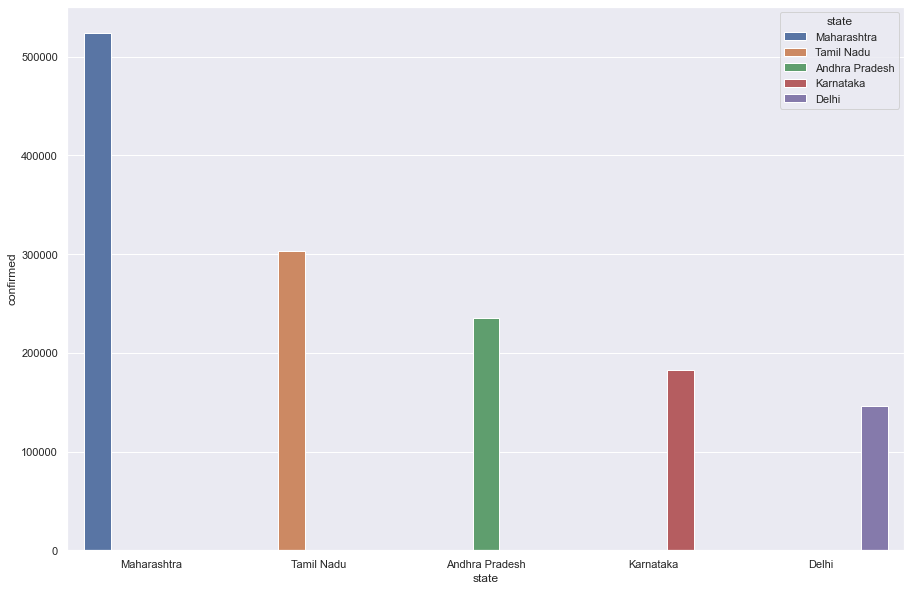 state
Maharashtra
Tamil Nadu
Andhra Pradesh
Karnataka
Delhi
500000
400000
300000
200000
100000
0
confirmed
Maharashtra
Tamil Nadu
Andhra Pradesh
Karnataka
Delhi
state